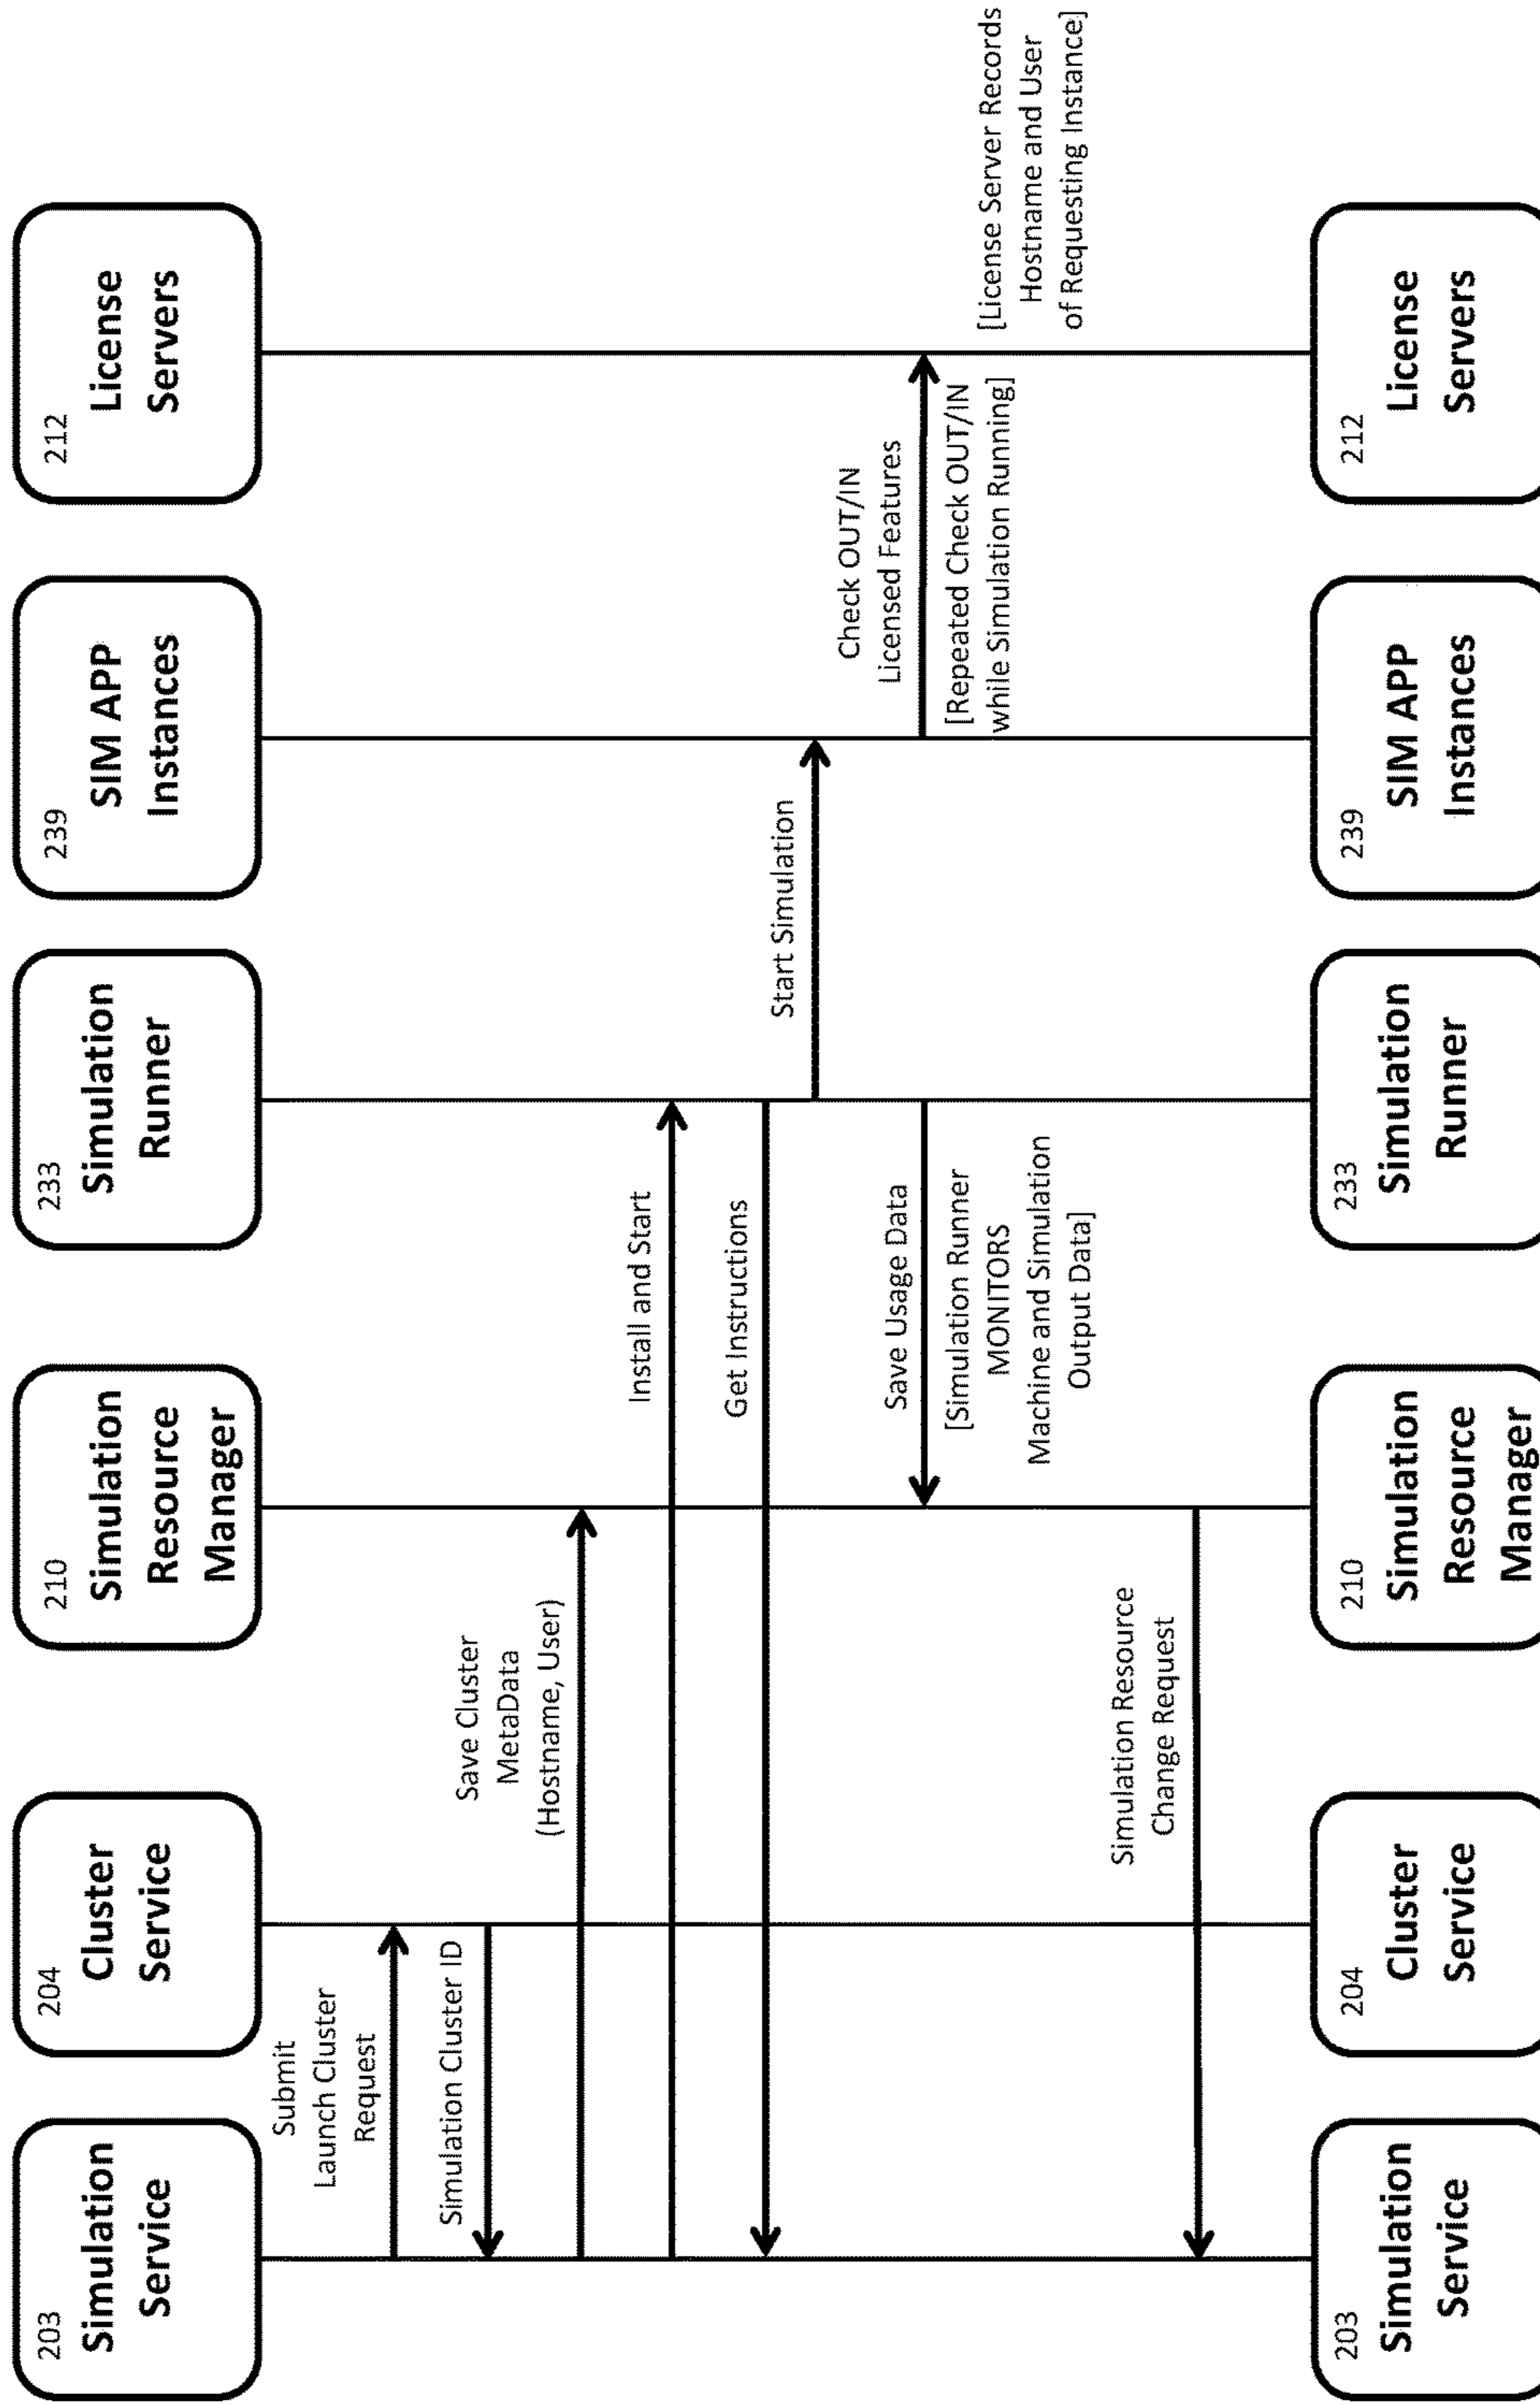 203
Simulation
Service
204
Cluster
Service
210
Simulation
Resource
Manager
233
Simulation
Runner
239
SIM APP
Instances
212
License
Servers
Submit
Launch Cluster
Request
Simulation Cluster ID
Save Cluster
MetaData
(Hostname, User)
Install and Start
Get Instructions
Start Simulation
Check OUT/IN
Licensed Features
[Repeated Check OUT/IN
while Simulation Running]
[License Server Records
Hostname and User
of Requesting Instance]
Save Usage Data
[Simulation Runner
MONITORS
Machine and Simulation
Output Data]
Simulation Resource
Change Request
203
Simulation
Service
204
Cluster
Service
210
Simulation
Resource
Manager
233
Simulation
Runner
239
SIM APP
Instances
212
License
Servers